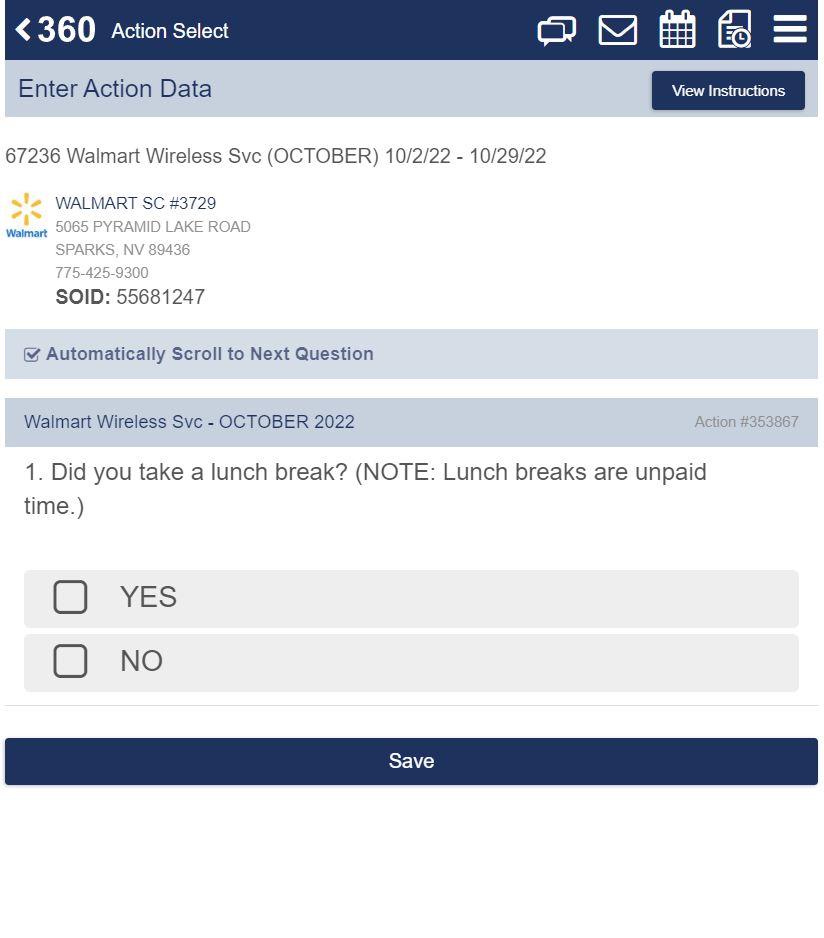 360 Action Select
Enter Action Data
View Instructions
67236 Walmart Wireless Svc (OCTOBER) 10/2/22 - 10/29/22
Walmart
WALMART SC #3729
5065 PYRAMID LAKE ROAD
SPARKS, NV 89436
775-425-9300
SOID: 55681247
Automatically Scroll to Next Question
Walmart Wireless Svc - OCTOBER 2022
Action #353867
1. Did you take a lunch break? (NOTE: Lunch breaks are unpaid
time.)
YES
NO
Save